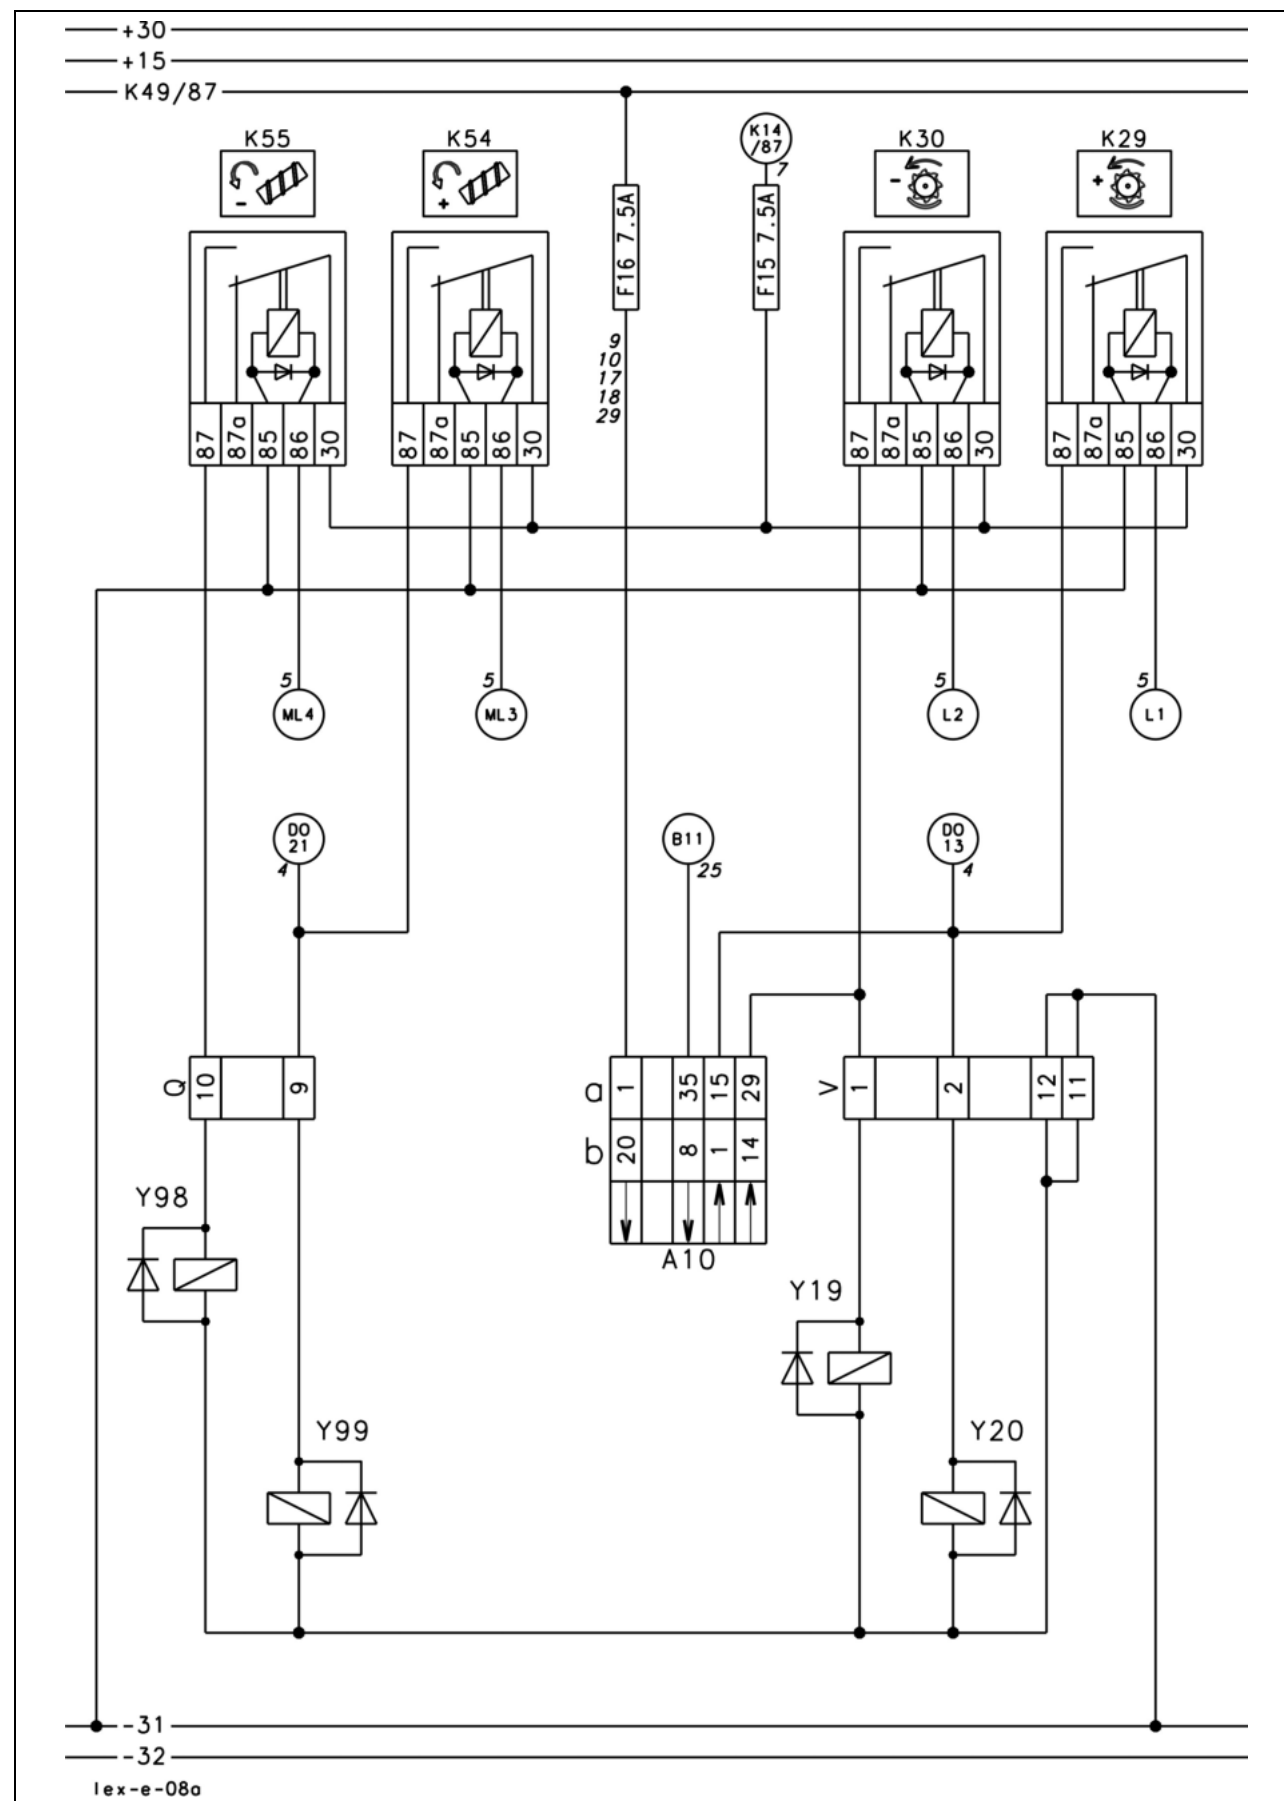 +30
+15
K49/87
K55
K54
K14
/87
7
K30
K29
-
+
-
+
F16 7.5A
F15 7.5A
9
10
17
18
29
87 87a 85 86 30
87 87a 85 86 30
87 87a 85 86 30
87 87a 85 86 30
5
ML4
5
ML3
5
L2
5
L1
DO
21
4
B11
25
DO
13
4
Q 10 9
a 1 35 15 29
b 20 8 1 14
A10
V 1 2 12 11
Y98
Y19
Y99
Y20
-31
-32
lex-e-08a